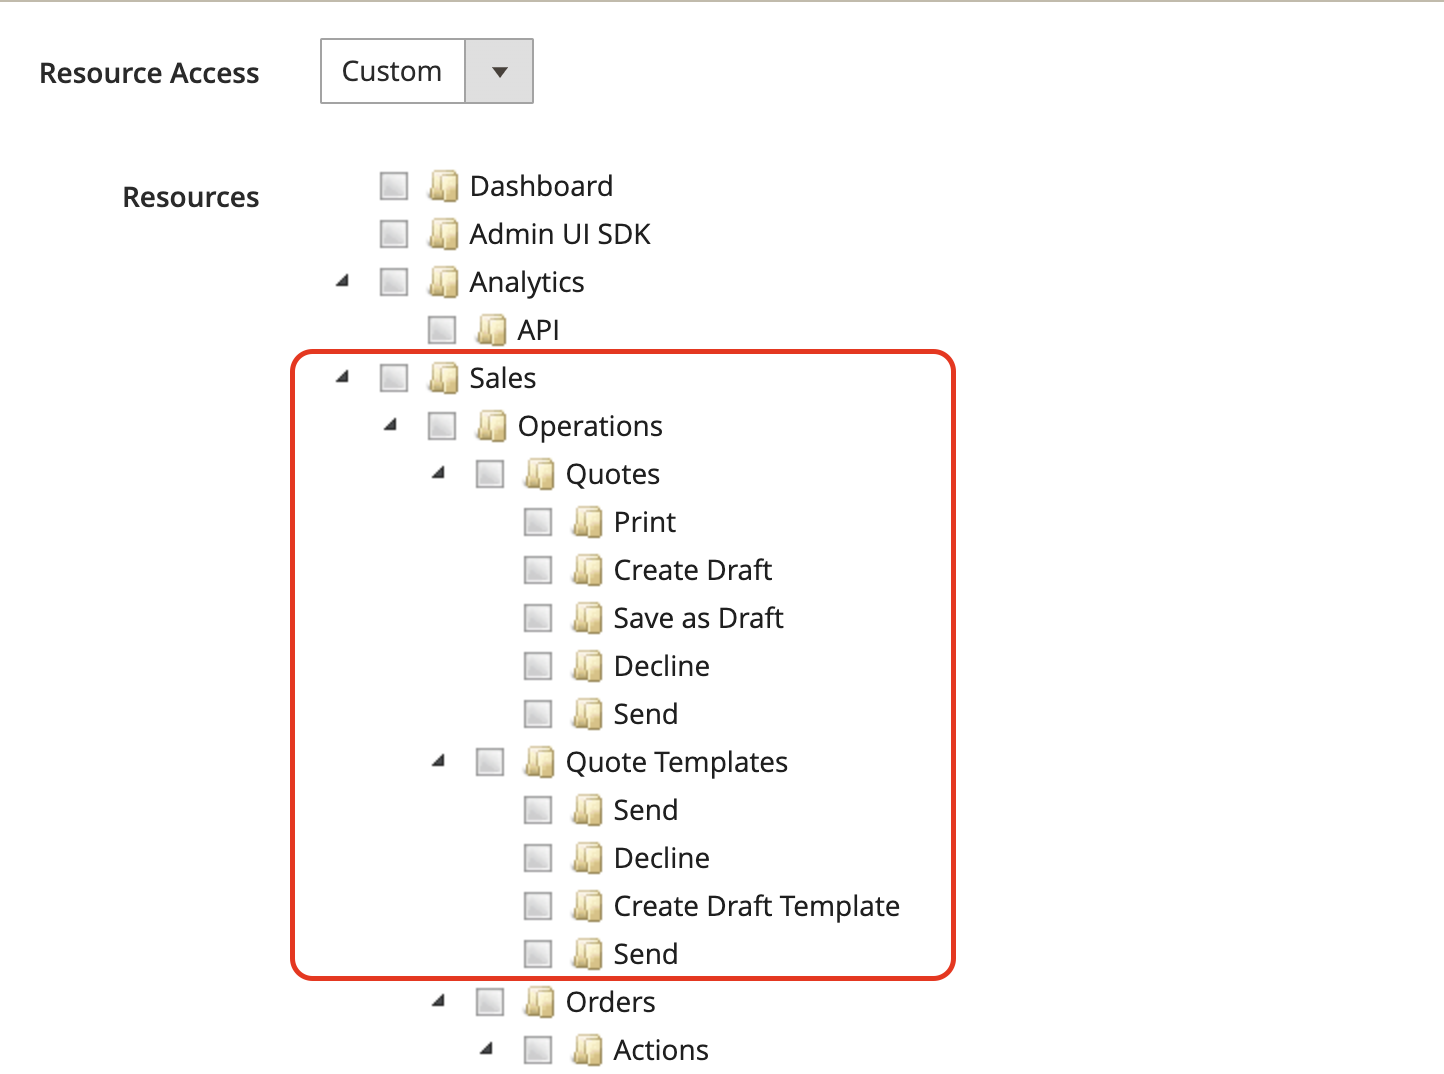 Resource Access Custom
Resources
Dashboard
Admin UI SDK
Analytics
API
Sales
Operations
Quotes
Print
Create Draft
Save as Draft
Decline
Send
Quote Templates
Send
Decline
Create Draft Template
Send
Orders
Actions